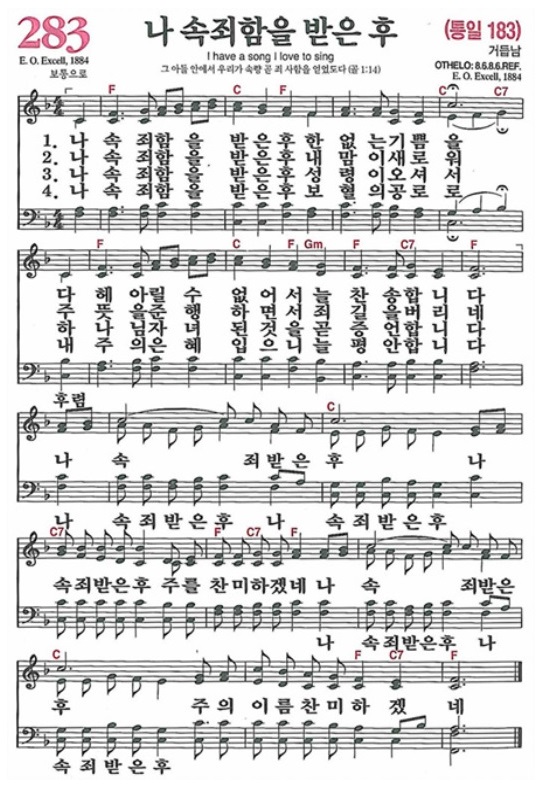 283 나 속죄함을 받은 후 (통일 183)
I have a song I love to sing
거듭남
E. O. Excell, 1884
보통으로
그 아들 안에서 우리가 속량 곧 죄 사함을 얻었도다 (골 1:14)
OTHELO: 8.6.8.6.REF.
E. O. Excell, 1884
F C F C C7
1. 나 속 죄함 을 받 은후 한 없 는기 쁨 을
2. 나 속 죄함 을 받 은후 내 맘 이새 로 워
3. 나 속 죄함 을 받 은후 성 령 이오 셔 서
4. 나 속 죄함 을 받 은후 보 혈 의공 로 로
F C F Gm F C7 F
다 헤 아릴 수 없 어 서 늘 찬 송합 니 다
주 뜻 을준 행 하 면 서 죄 길 을버 리 네
하 나 님자 녀 된 것 을 곧 증 언합 니 다
내 주 의은 혜 입 으 니 늘 평 안합 니 다
후렴
C
나 속 죄 받 은 후 나
나 속 죄 받 은 후 나 속 죄 받 은 후
C7 F C7 F
속죄받은후 주를 찬미하겠네 나 속 죄받은
나 속죄받은후 나
C F C7 F
후 주의 이름찬미하 겠 네
속 죄 받 은 후